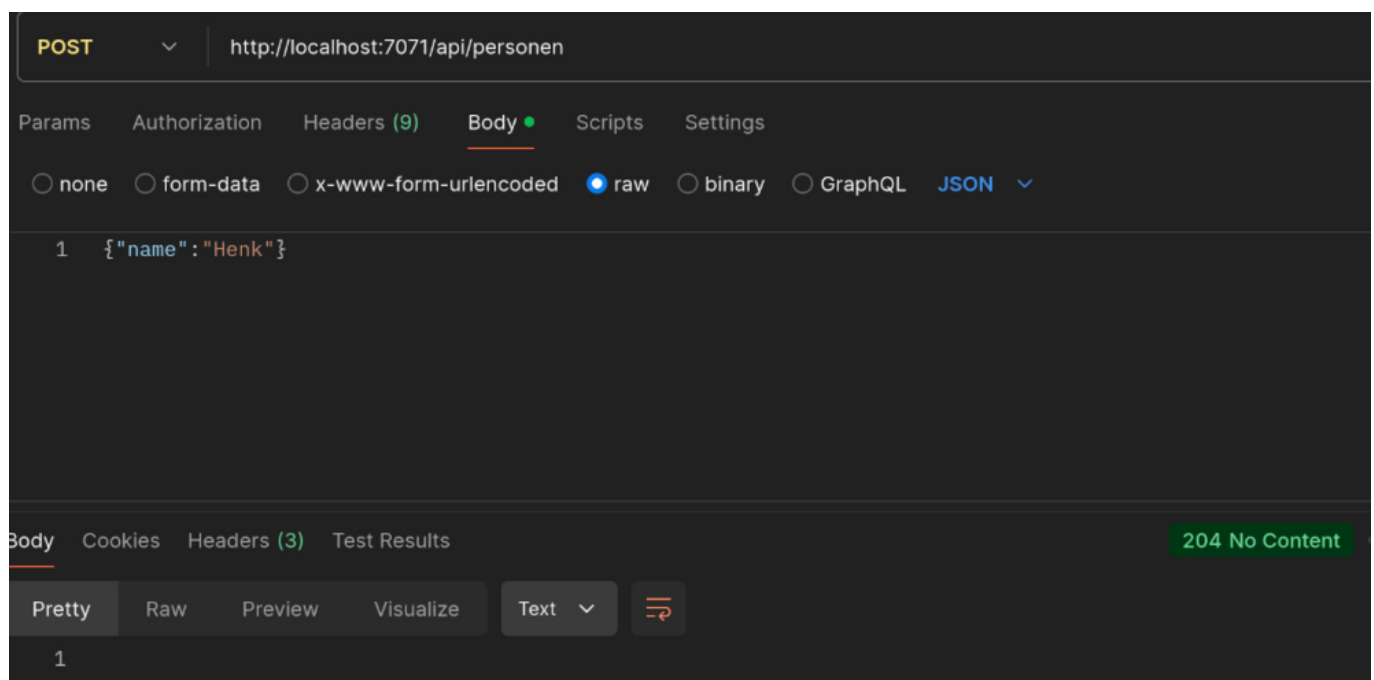 POST http://localhost:7071/api/personen
Params Authorization Headers (9) Body Scripts Settings
none form-data x-www-form-urlencoded raw binary GraphQL JSON
1 {"name":"Henk"}
Body Cookies Headers (3) Test Results 204 No Content
Pretty Raw Preview Visualize Text
1